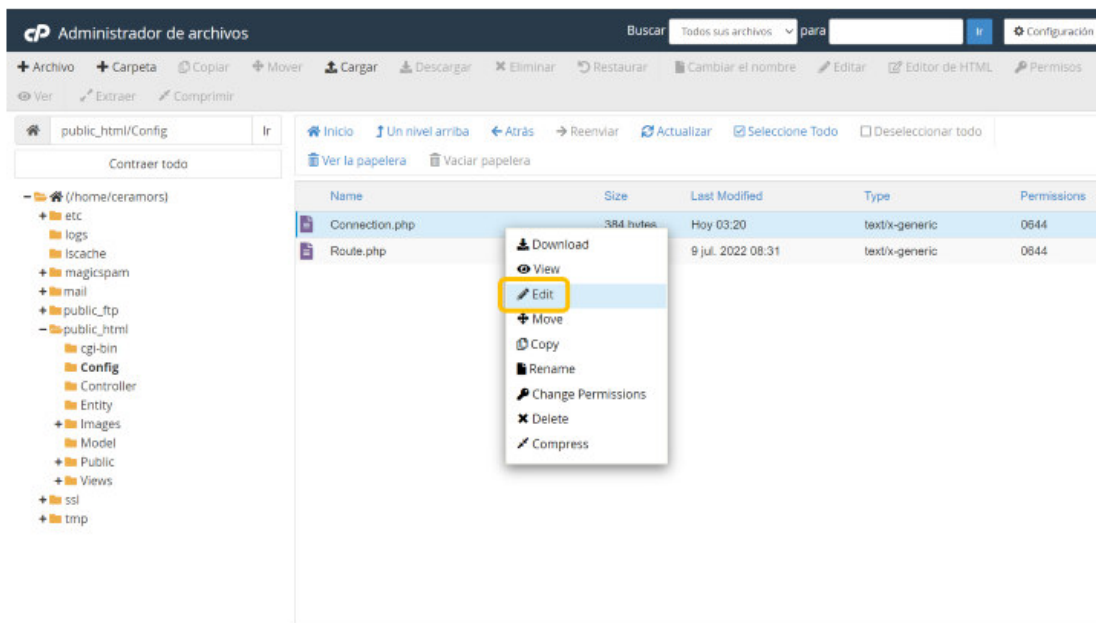 cP Administrador de archivos
Buscar Todos sus archivos para Ir Configuración
Archivo Carpeta Copiar Mover Cargar Descargar Eliminar Restaurar Cambiar el nombre Editar Editor de HTML Permisos
Ver Extraer Comprimir
public_html/Config Ir
Inicio Un nivel arriba Atrás Reenviar Actualizar Seleccione Todo Deseleccionar todo
Contraer todo
Ver la papelera Vaciar papelera
(/home/ceramors)
etc
logs
lscache
magicspam
mail
public_ftp
public_html
cgi-bin
Config
Controller
Entity
Images
Model
Public
Views
ssl
tmp
Name Size Last Modified Type Permissions
Connection.php 384 bytes Hoy 03:20 text/x-generic 0644
Route.php 9 jul. 2022 08:31 text/x-generic 0644
Download
View
Edit
Move
Copy
Rename
Change Permissions
Delete
Compress